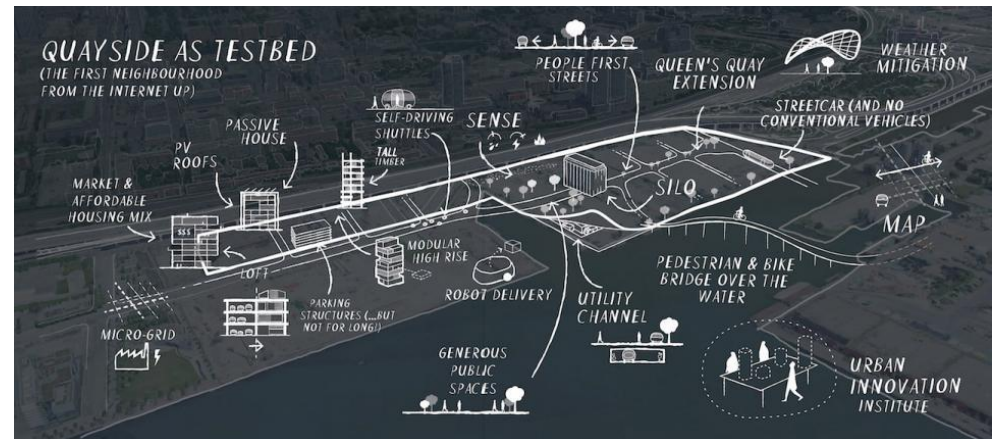 QUAYSIDE AS TESTBED
(THE FIRST NEIGHBOURHOOD
FROM THE INTERNET UP)
PEOPLE FIRST
STREETS
QUEEN'S QUAY
EXTENSION
WEATHER
MITIGATION
SELF-DRIVING
SHUTTLES
SENSE
STREETCAR (AND NO
CONVENTIONAL VEHICLES)
PASSIVE
HOUSE
PV
ROOFS
TALL
TIMBER
MARKET &
AFFORDABLE
HOUSING MIX
$$$
SILO
MAP
LOFT
MODULAR
HIGH RISE
ROBOT DELIVERY
PEDESTRIAN & BIKE
BRIDGE OVER THE
WATER
PARKING
STRUCTURES (...BUT
NOT FOR LONG!)
UTILITY
CHANNEL
MICRO-GRID
GENEROUS
PUBLIC
SPACES
URBAN
INNOVATION
INSTITUTE